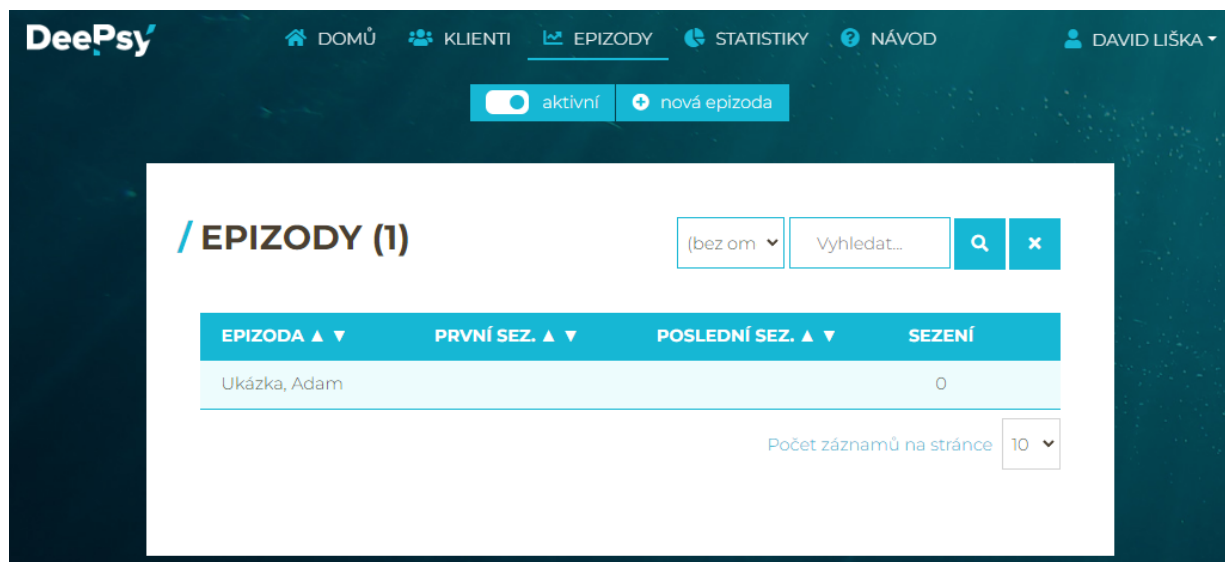 DeePsy
DOMŮ KLIENTI EPIZODY STATISTIKY NÁVOD DAVID LIŠKA
aktivní nová epizoda
/ EPIZODY (1)
(bez om Vyhledat...
EPIZODA ▲ ▼ PRVNÍ SEZ. ▲ ▼ POSLEDNÍ SEZ. ▲ ▼ SEZENÍ
Ukázka, Adam 0
Počet záznamů na stránce 10